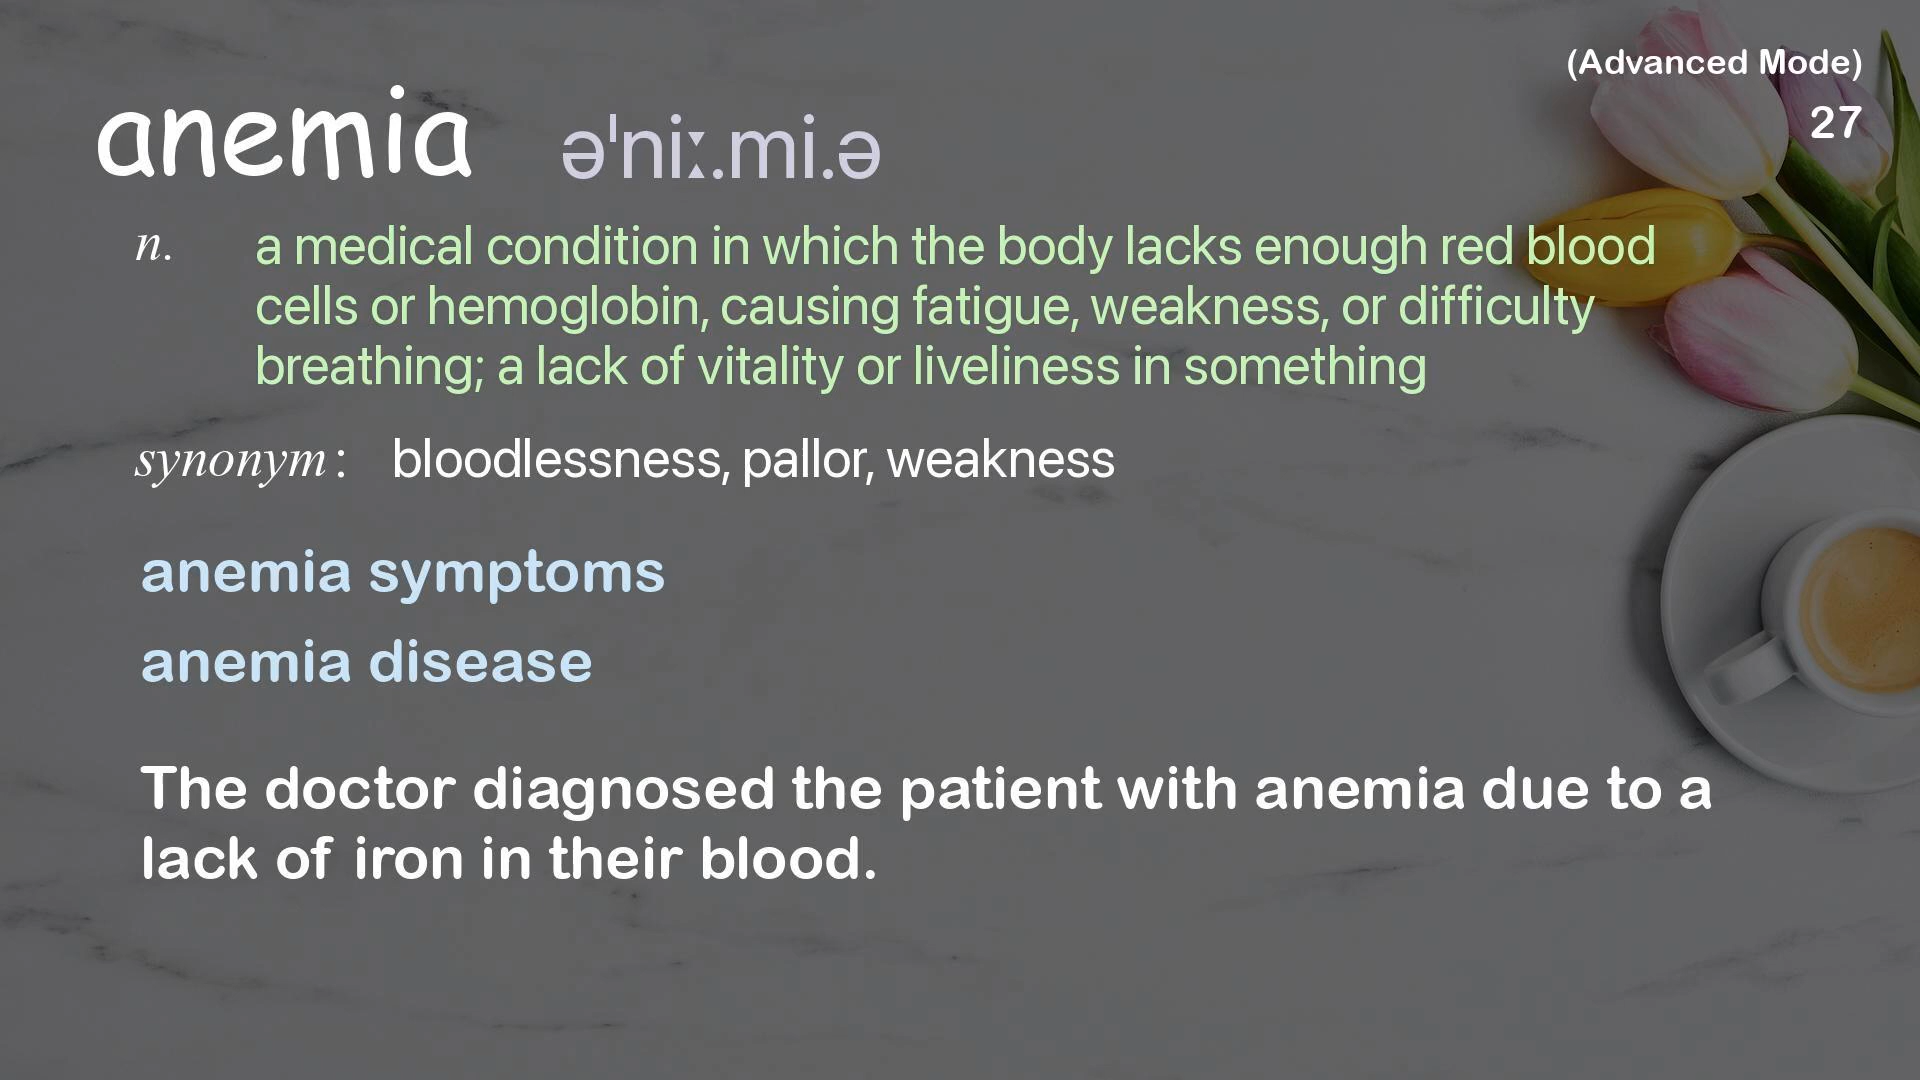 (Advanced Mode)
27
anemia əˈniː.mi.ə
n. a medical condition in which the body lacks enough red blood
cells or hemoglobin, causing fatigue, weakness, or difficulty
breathing; a lack of vitality or liveliness in something
synonym: bloodlessness, pallor, weakness
anemia symptoms
anemia disease
The doctor diagnosed the patient with anemia due to a
lack of iron in their blood.